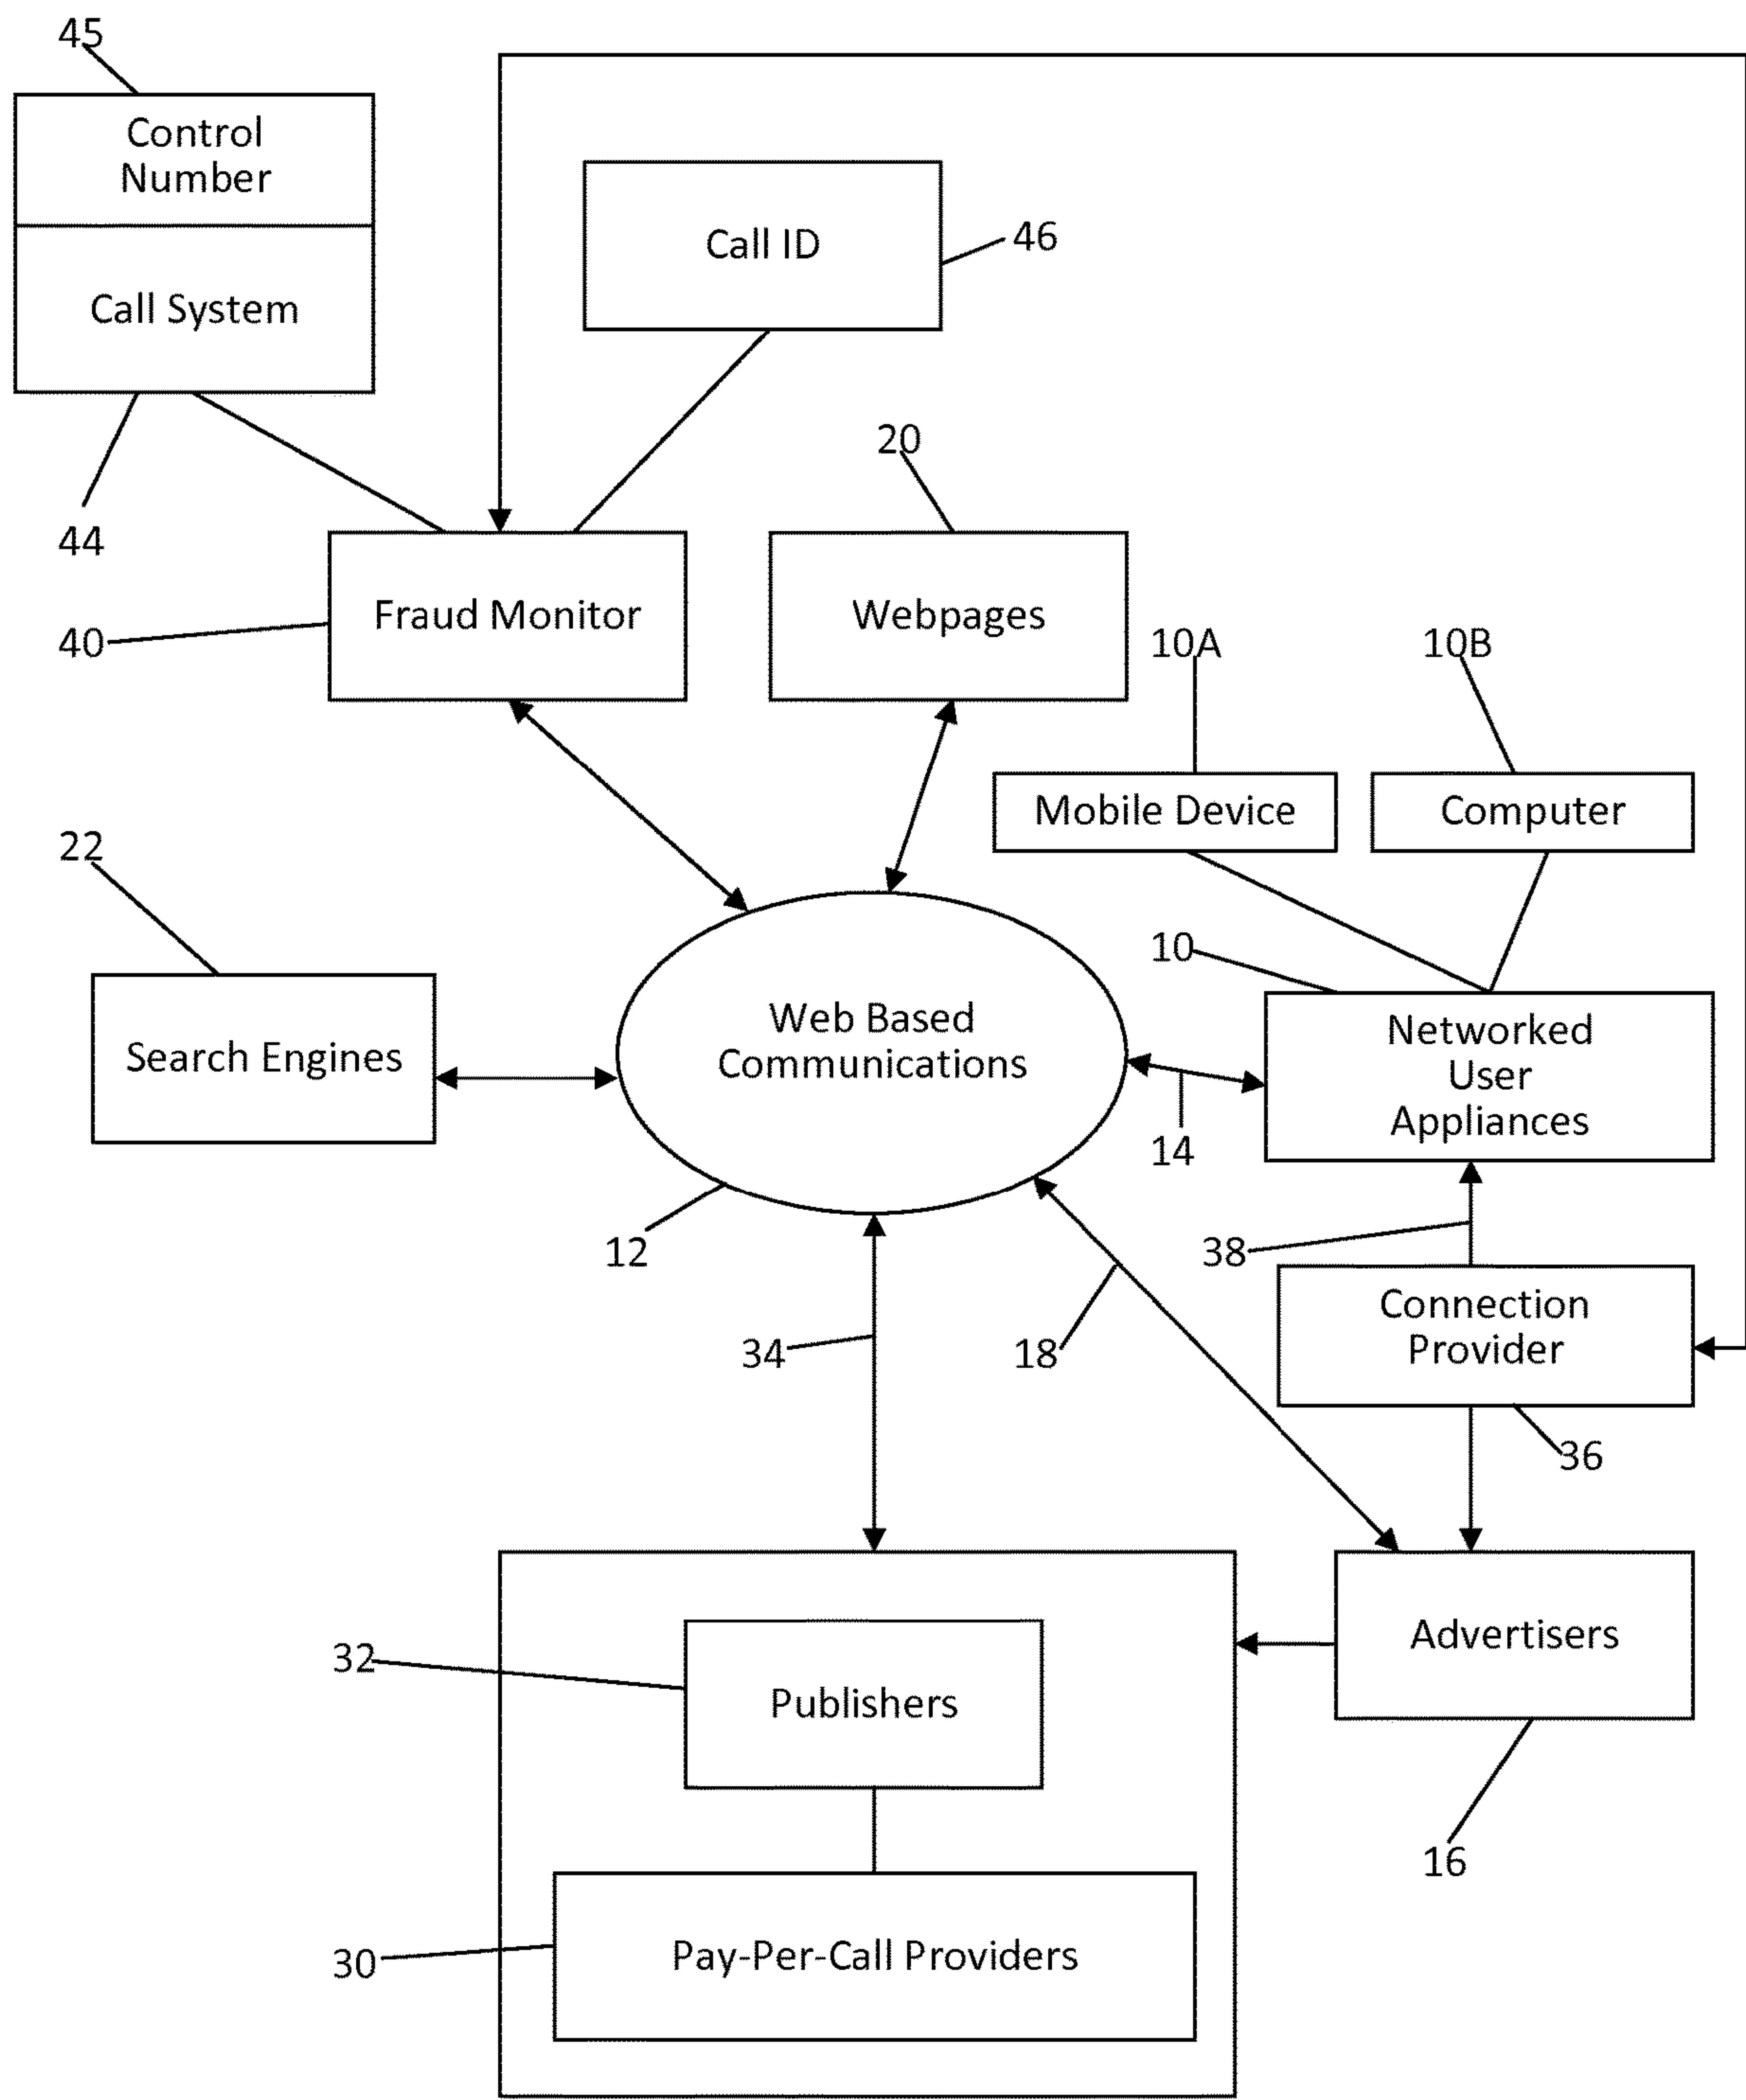 45
Control
Number
Call System
44
Call ID
46
20
Fraud Monitor
40
Webpages
10A
10B
Mobile Device
Computer
22
Search Engines
Web Based
Communications
12
10
Networked
User
Appliances
14
38
Connection
Provider
36
34
18
Advertisers
16
32
Publishers
30
Pay-Per-Call Providers